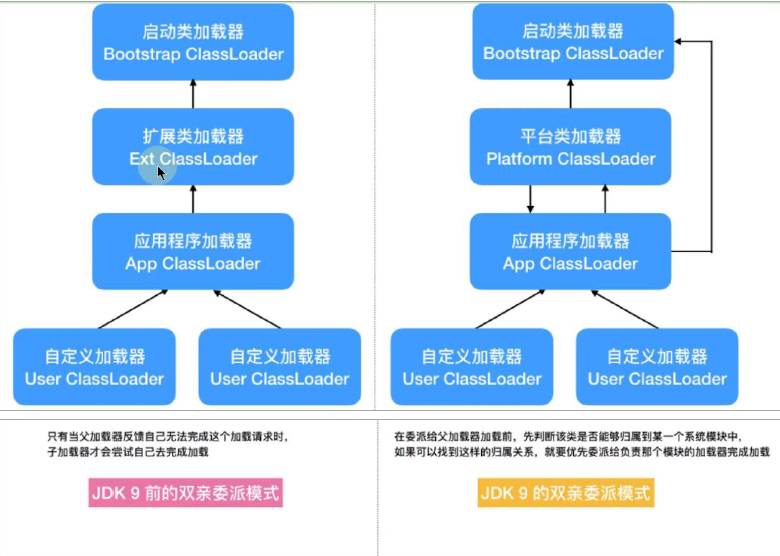 启动类加载器
Bootstrap ClassLoader
扩展类加载器
Ext ClassLoader
应用程序加载器
App ClassLoader
自定义加载器
User ClassLoader
自定义加载器
User ClassLoader
只有当父加载器反馈自己无法完成这个加载请求时,
子加载器才会尝试自己去完成加载
JDK 9 前的双亲委派模式
启动类加载器
Bootstrap ClassLoader
平台类加载器
Platform ClassLoader
应用程序加载器
App ClassLoader
自定义加载器
User ClassLoader
自定义加载器
User ClassLoader
在委派给父加载器加载前，先判断该类是否能够归属到某一个系统模块中,
如果可以找到这样的归属关系，就要优先委派给负责那个模块的加载器完成加载
JDK 9 的双亲委派模式